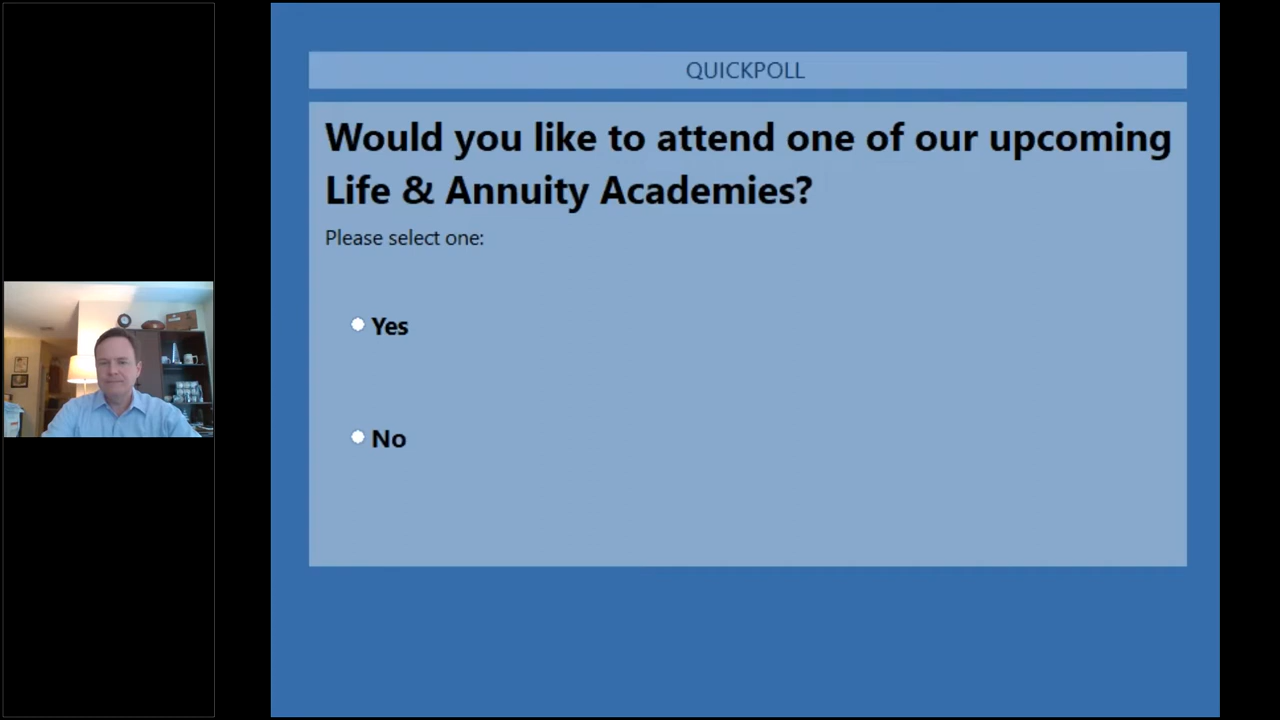 QUICKPOLL
Would you like to attend one of our upcoming
Life & Annuity Academies?
Please select one:
Yes
No